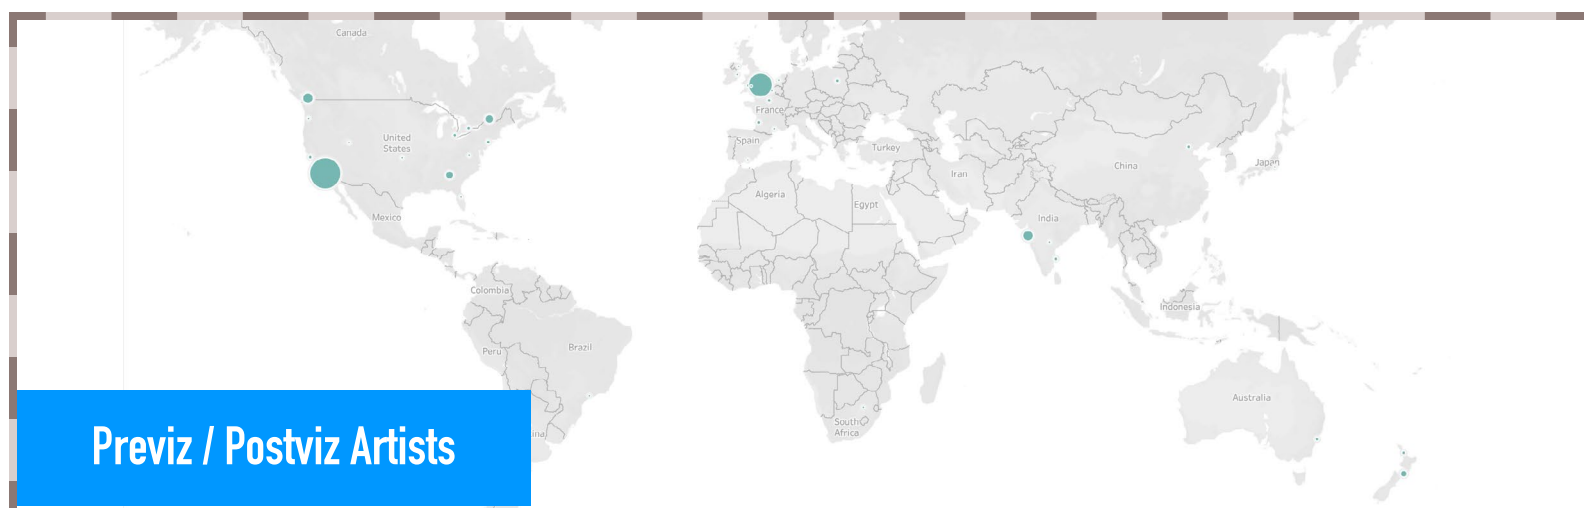 Canada
United
States
Mexico
Colombia
Peru
Brazil
ina
France
Spain
Turkey
Algeria
Egypt
Iran
India
China
Japan
Indonesia
South
Africa
Australia
Previz / Postviz Artists